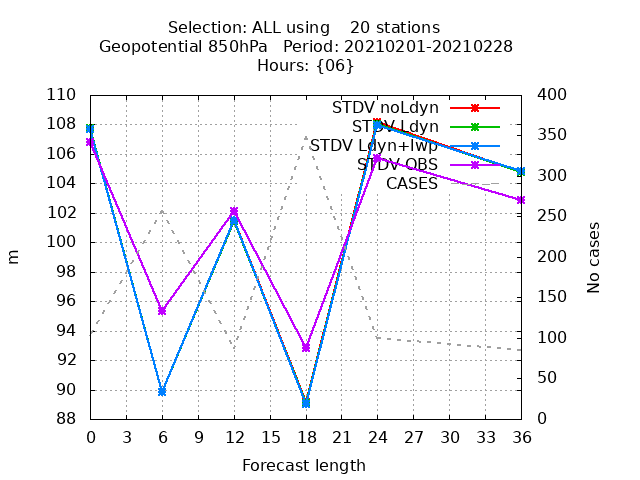 Selection: ALL using    20 stations
Geopotential 850hPa   Period: 20210201-20210228
Hours: {06}
110 400
108 350
106 300
104 250
102 200
100 150
98 100
96 50
94 0
92
90
88
STDV noLdyn
STDV Ldyn
STDV Ldyn+lwp
STDV OBS
CASES
m
No cases
0 3 6 9 12 15 18 21 24 27 30 33 36
Forecast length